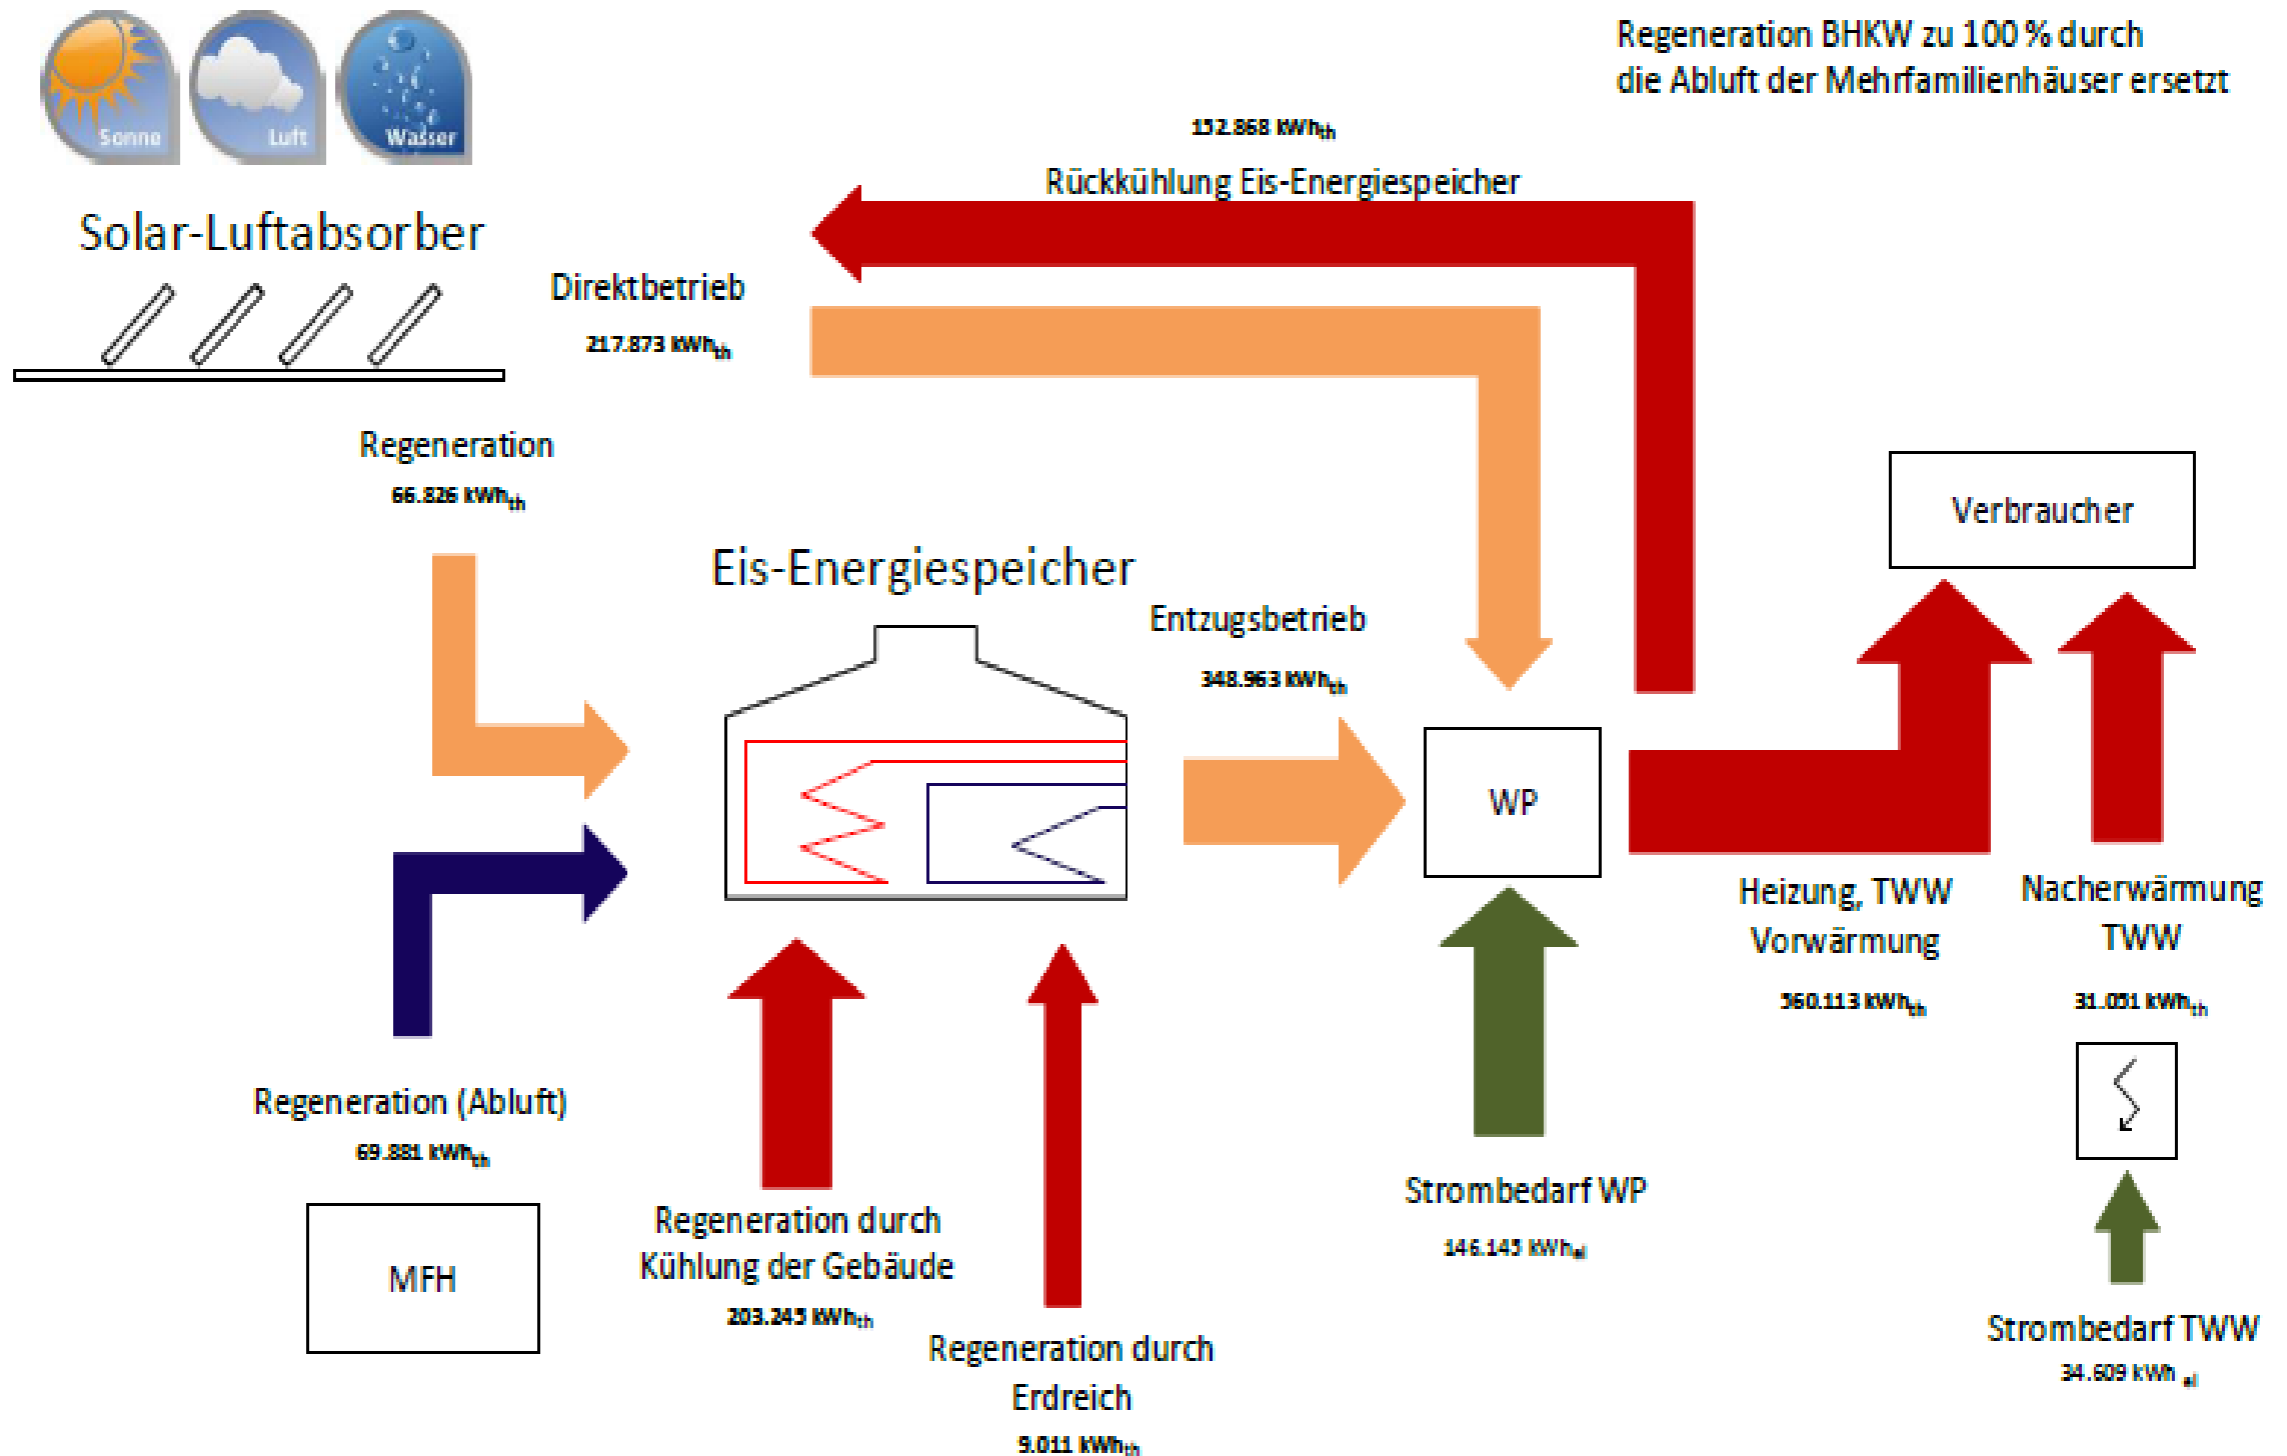 Sonne
Luft
Wasser
Regeneration BHKW zu 100 % durch
die Abluft der Mehrfamilienhäuser ersetzt
152.868 kWhth
Rückkühlung Eis-Energiespeicher
Solar-Luftabsorber
Direktbetrieb
217.873 kWhth
Regeneration
66.826 kWhth
Verbraucher
Eis-Energiespeicher
Entzugsbetrieb
348.963 kWhth
WP
Heizung, TWW
Vorwärmung
560.113 kWhth
Nacherwärmung
TWW
31.051 kWhth
Regeneration (Abluft)
69.881 kWhth
MFH
Regeneration durch
Kühlung der Gebäude
203.245 kWhth
Regeneration durch
Erdreich
9.011 kWhth
Strombedarf WP
146.145 kWhel
Strombedarf TWW
34.609 kWh el